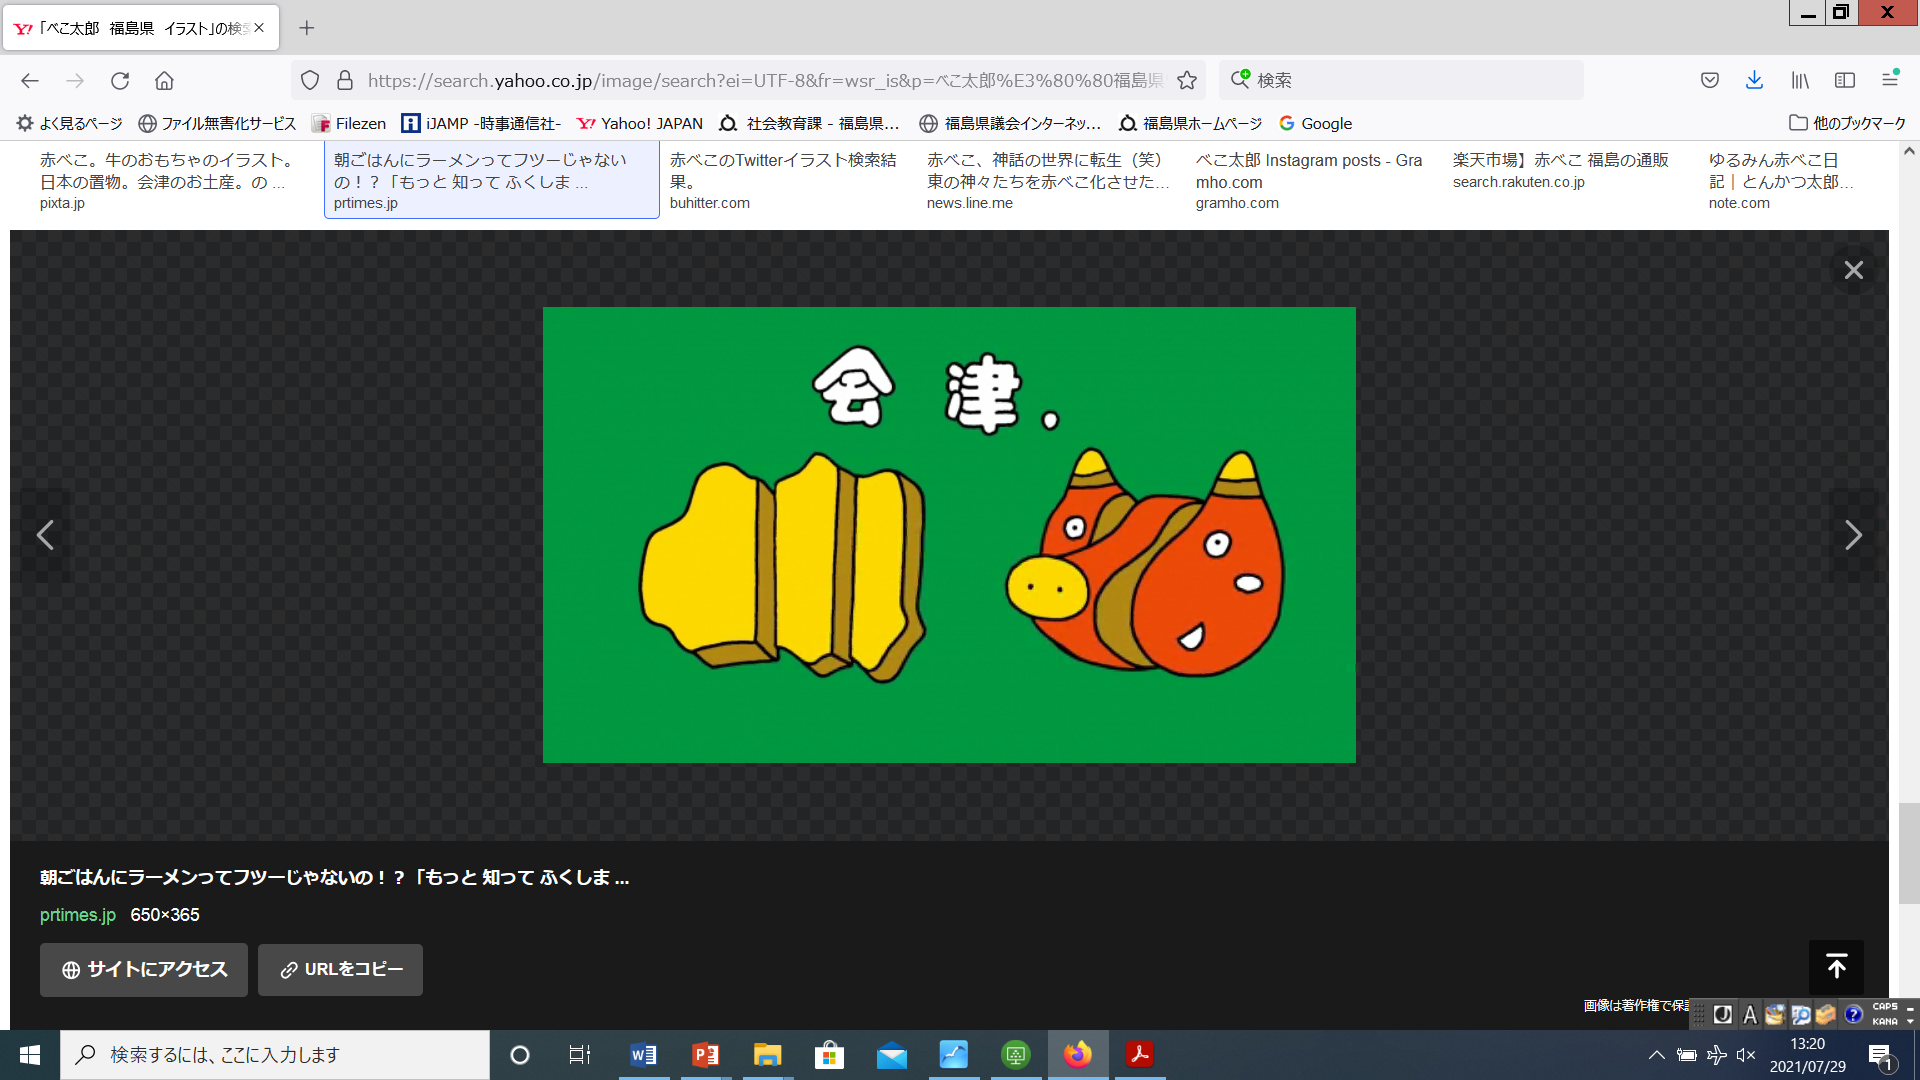 「べこ太郎　福島県　イラスト」の検索
https://search.yahoo.co.jp/image/search?ei=UTF-8&fr=wsr_is&p=べこ太郎%E3%80%80福島県
検索
よく見るページ
ファイル無害化サービス
Filezen
iJAMP -時事通信社-
Yahoo! JAPAN
社会教育課 - 福島県...
福島県議会インターネッ...
福島県ホームページ
Google
他のブックマーク
赤べこ。牛のおもちゃのイラスト。
日本の置物。会津のお土産。の ...
pixta.jp
朝ごはんにラーメンってフツーじゃない
の！？「もっと 知って ふくしま ...
prtimes.jp
赤べこのTwitterイラスト検索結
果。
buhitter.com
赤べこ、神話の世界に転生（笑）
東の神々たちを赤べこ化させた...
news.line.me
べこ太郎 Instagram posts - Gra
mho.com
gramho.com
楽天市場】赤べこ 福島の通販
search.rakuten.co.jp
ゆるみん赤べこ日
記｜とんかつ太郎...
note.com
会 津.
朝ごはんにラーメンってフツーじゃないの！？「もっと 知って ふくしま ...
prtimes.jp 650×365
サイトにアクセス
URLをコピー
画像は著作権で保
A
CAPS
KANA
検索するには、ここに入力します
13:20
2021/07/29
1